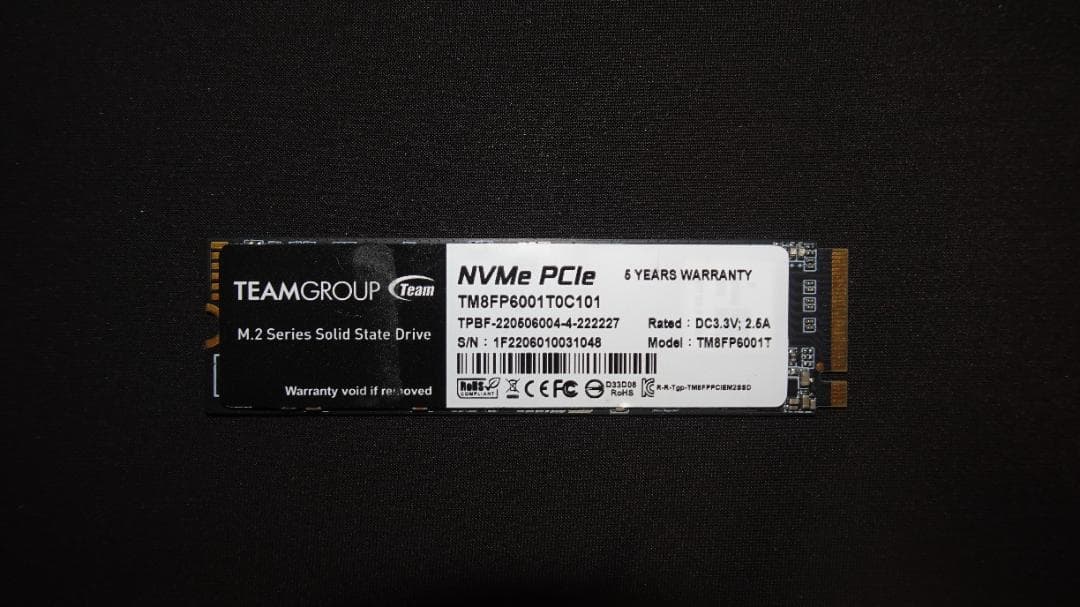 TEAMGROUP Team
M.2 Series Solid State Drive
Warranty void if removed
NVMe PCIe 5 YEARS WARRANTY
TM8FP6001T0C101
TPBF-220506004-4-222227 Rated : DC3.3V; 2.5A
S/N : 1F2206010031048 Model : TM8FP6001T
RoHS
COMPLIANT
CE FC D33D08
RoHS
R-R-Tgp-TM8FPPCIEM2SSD